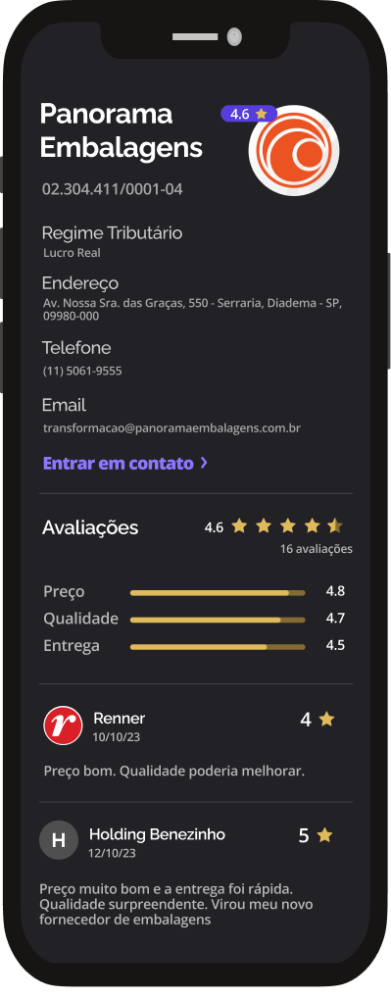 Panorama
Embalagens
4.6
02.304.411/0001-04
Regime Tributário
Lucro Real
Endereço
Av. Nossa Sra. das Graças, 550 - Serraria, Diadema - SP,
09980-000
Telefone
(11) 5061-9555
Email
transformacao@panoramaembalagens.com.br
Entrar em contato
Avaliações 4.6
16 avaliações
Preço 4.8
Qualidade 4.7
Entrega 4.5
r Renner 4
10/10/23
Preço bom. Qualidade poderia melhorar.
H Holding Benezinho 5
12/10/23
Preço muito bom e a entrega foi rápida.
Qualidade surpreendente. Virou meu novo
fornecedor de embalagens